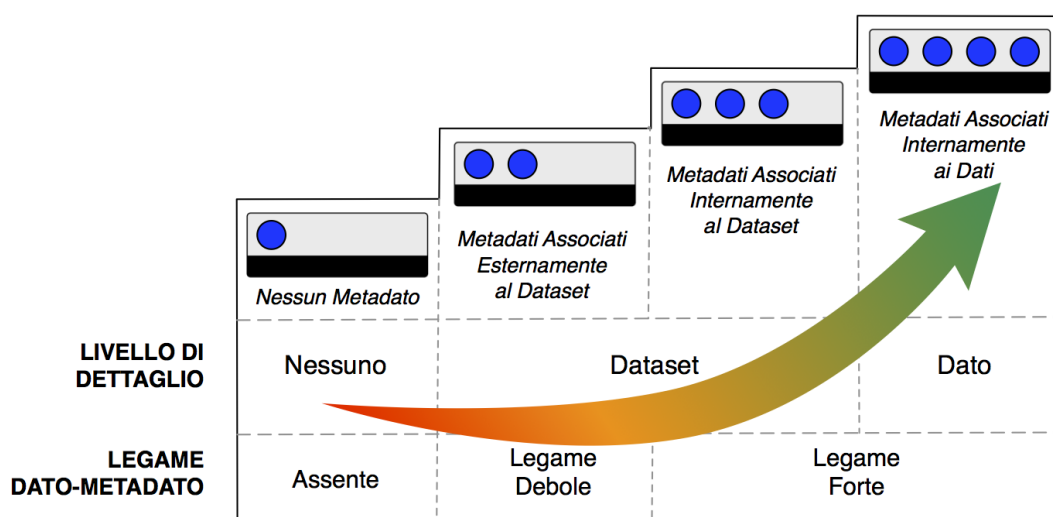 Metadati Associati
Internamente
ai Dati
Metadati Associati
Internamente
al Dataset
Metadati Associati
Esternamente
al Dataset
Nessun Metadato
LIVELLO DI
DETTAGLIO
Nessuno
Dataset
Dato
LEGAME
DATO-METADATO
Assente
Legame
Debole
Legame
Forte